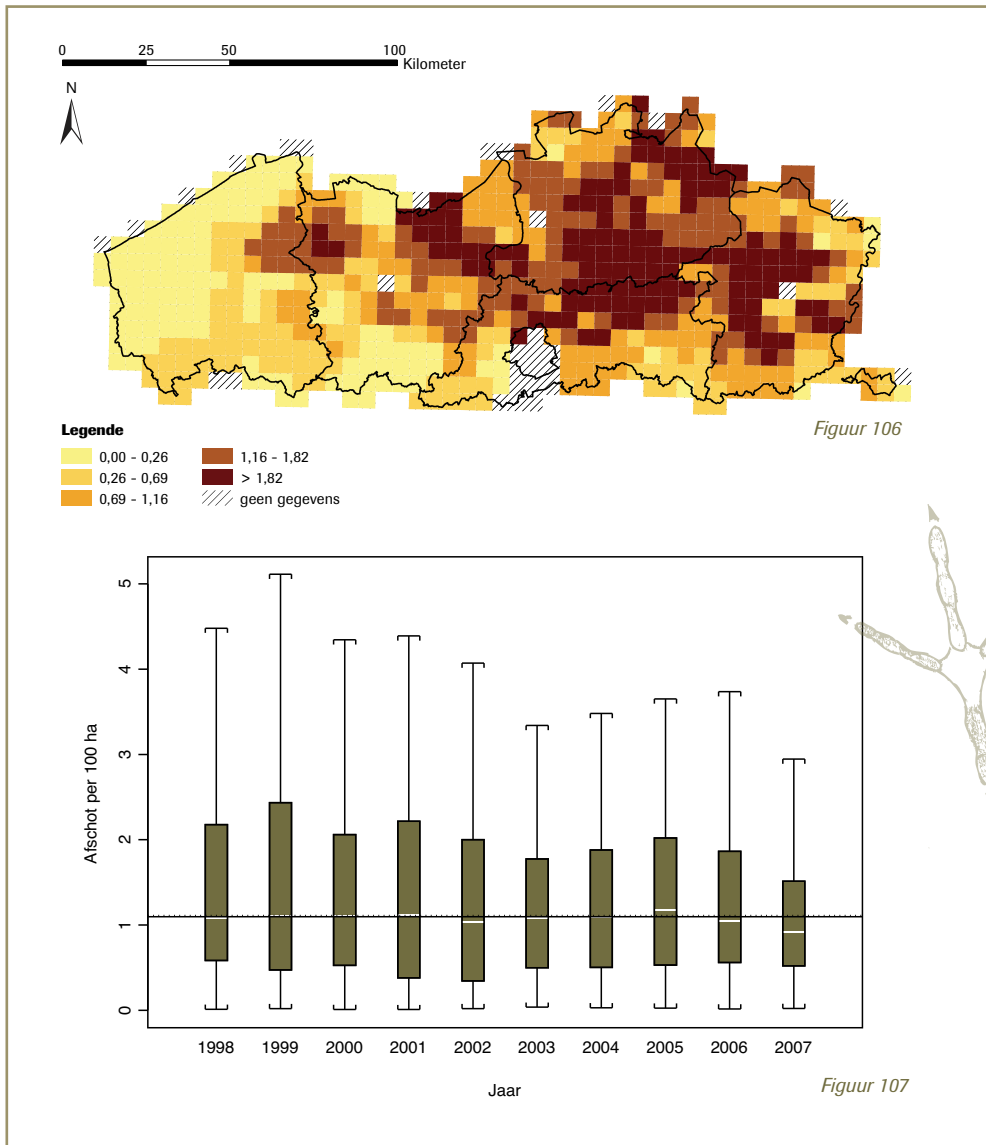 0 25 50 100
Kilometer
N
Figuur 106
Legende
0,00 - 0,26
0,26 - 0,69
0,69 - 1,16
1,16 - 1,82
> 1,82
geen gegevens
5
4
3
2
1
0
Afschot per 100 ha
1998 1999 2000 2001 2002 2003 2004 2005 2006 2007
Jaar
Figuur 107